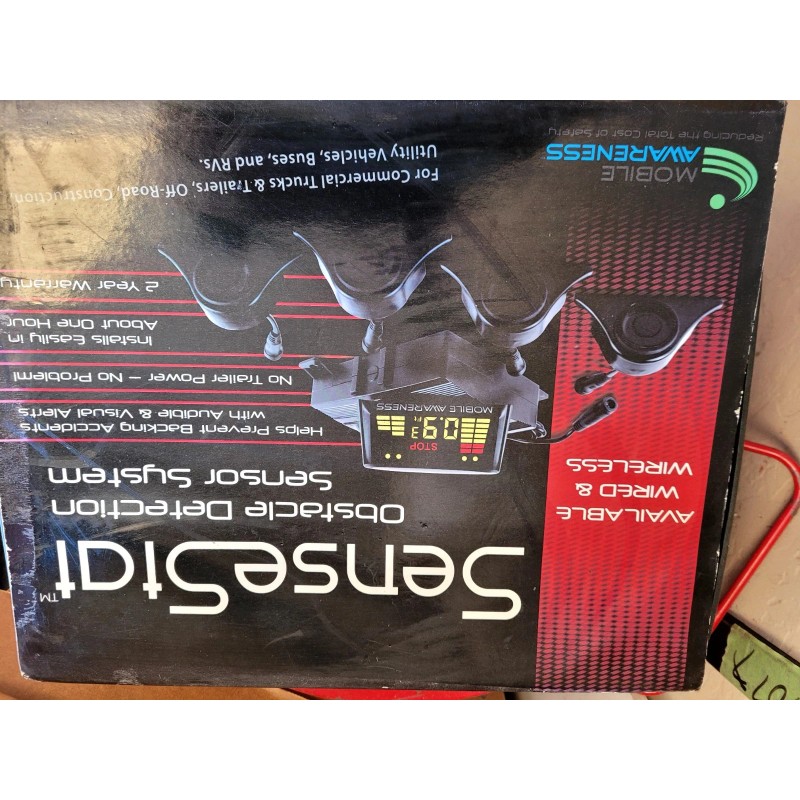 SenseStat™
Obstacle Detection
Sensor System
AVAILABLE
WIRED &
WIRELESS
Helps Prevent Backing Accidents
with Audible & Visual Alerts
No Trailer Power – No Problem!
Installs Easily in
About One Hour
2 Year Warranty
STOP
0.9
MOBILE AWARENESS
For Commercial Trucks & Trailers, Off-Road, Construction,
Utility Vehicles, Buses, and RVs.
MOBILE
AWARENESS
Reducing the Total Cost of Safety